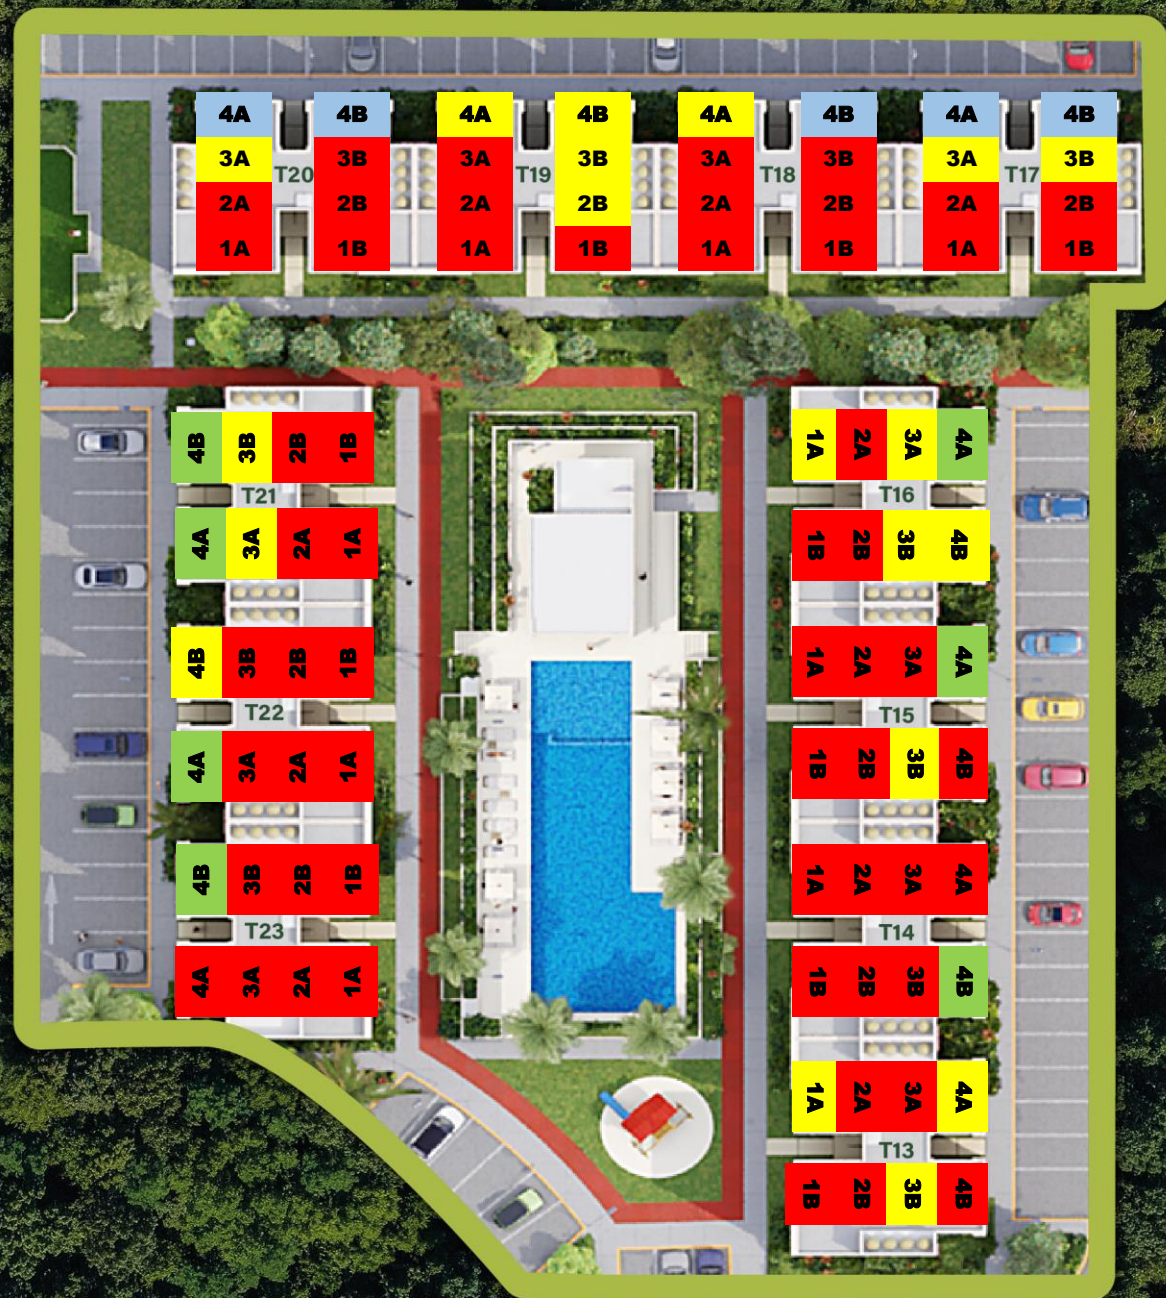 4A 4B 4A 4B 4A 4B 4A 4B
3A T20 3B 3A T19 3B 3A T18 3B 3A T17 3B
2A 2B 2A 2B 2A 2B 2A 2B
1A 1B 1A 1B 1A 1B 1A 1B
4B 3B 2B 1B
T21
4A 3A 2A 1A
4B 3B 2B 1B
T22
4A 3A 2A 1A
4B 3B 2B 1B
T23
4A 3A 2A 1A
1A 2A 3A 4A
T16
1B 2B 3B 4B
1A 2A 3A 4A
T15
1B 2B 3B 4B
1A 2A 3A 4A
T14
1B 2B 3B 4B
1A 2A 3A 4A
T13
1B 2B 3B 4B